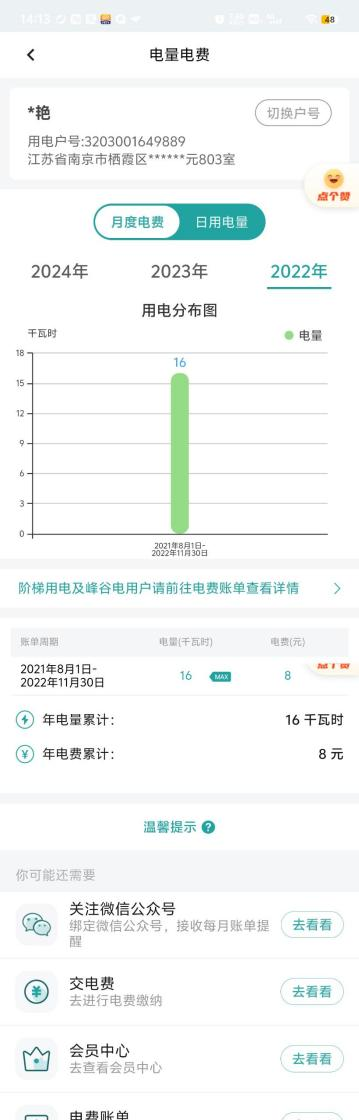 14:13
48
电量电费
*艳
切换户号
用电户号:3203001649889
江苏省南京市栖霞区******元803室
点个赞
月度电费
日用电量
2024年
2023年
2022年
用电分布图
千瓦时
电量
18
16
15
12
9
6
3
0
2021年8月1日-
2022年11月30日
阶梯用电及峰谷电用户请前往电费账单查看详情
账单周期 电量(千瓦时) 电费(元)
2021年8月1日-
2022年11月30日
16 MAX 8
年电量累计： 16 千瓦时
年电费累计： 8 元
温馨提示 ?
你可能还需要
关注微信公众号
绑定微信公众号，接收每月账单提
醒
去看看
交电费
去进行电费缴纳
去看看
会员中心
去查看会员中心
去看看
电费账单